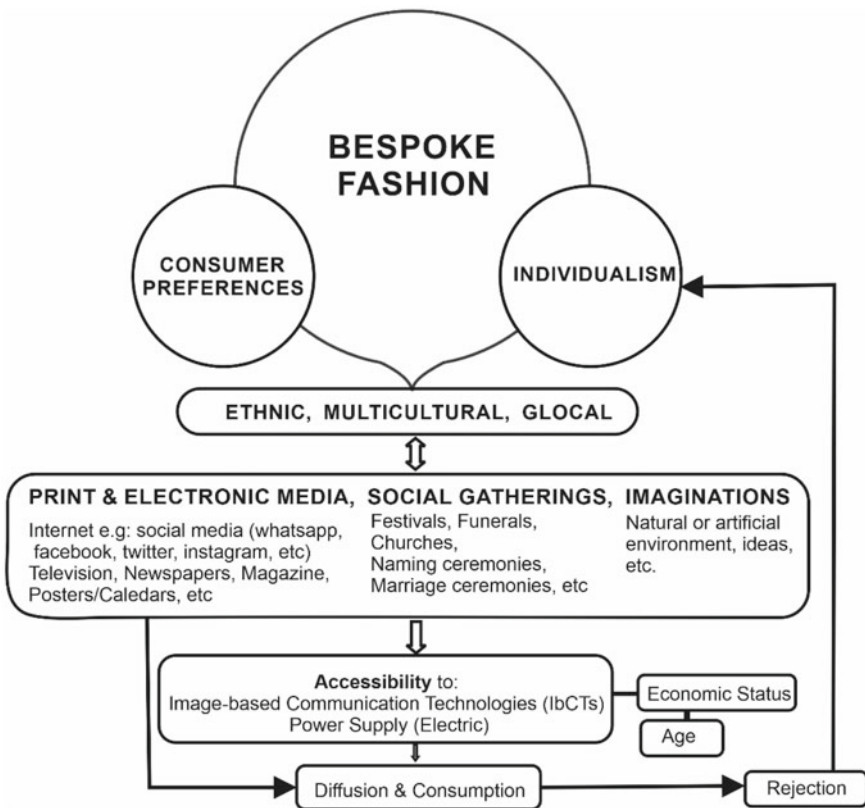 BESPOKE
FASHION
CONSUMER
PREFERENCES
INDIVIDUALISM
ETHNIC, MULTICULTURAL, GLOCAL
PRINT & ELECTRONIC MEDIA, SOCIAL GATHERINGS, IMAGINATIONS
Internet e.g: social media (whatsapp,
facebook, twitter, instagram, etc)
Television, Newspapers, Magazine,
Posters/Caledars, etc
Festivals, Funerals,
Churches,
Naming ceremonies,
Marriage ceremonies, etc
Natural or artificial
environment, ideas,
etc.
Accessibility to:
Image-based Communication Technologies (IbCTs)
Power Supply (Electric)
Economic Status
Age
Diffusion & Consumption
Rejection